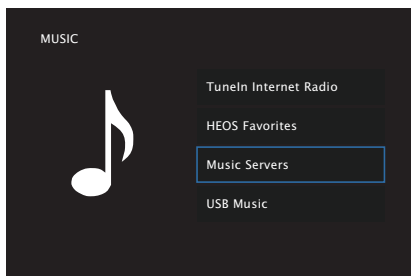 MUSIC
TuneIn Internet Radio
HEOS Favorites
Music Servers
USB Music